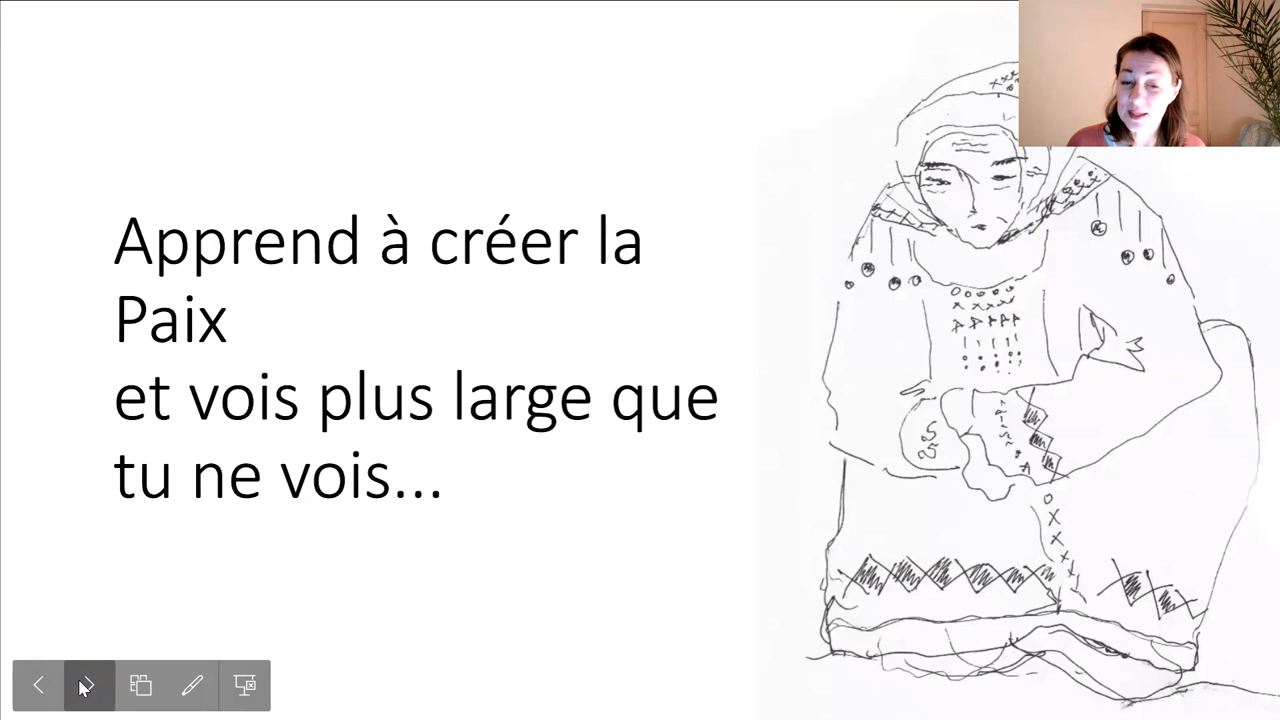 Apprend à créer la
Paix
et vois plus large que
tu ne vois...